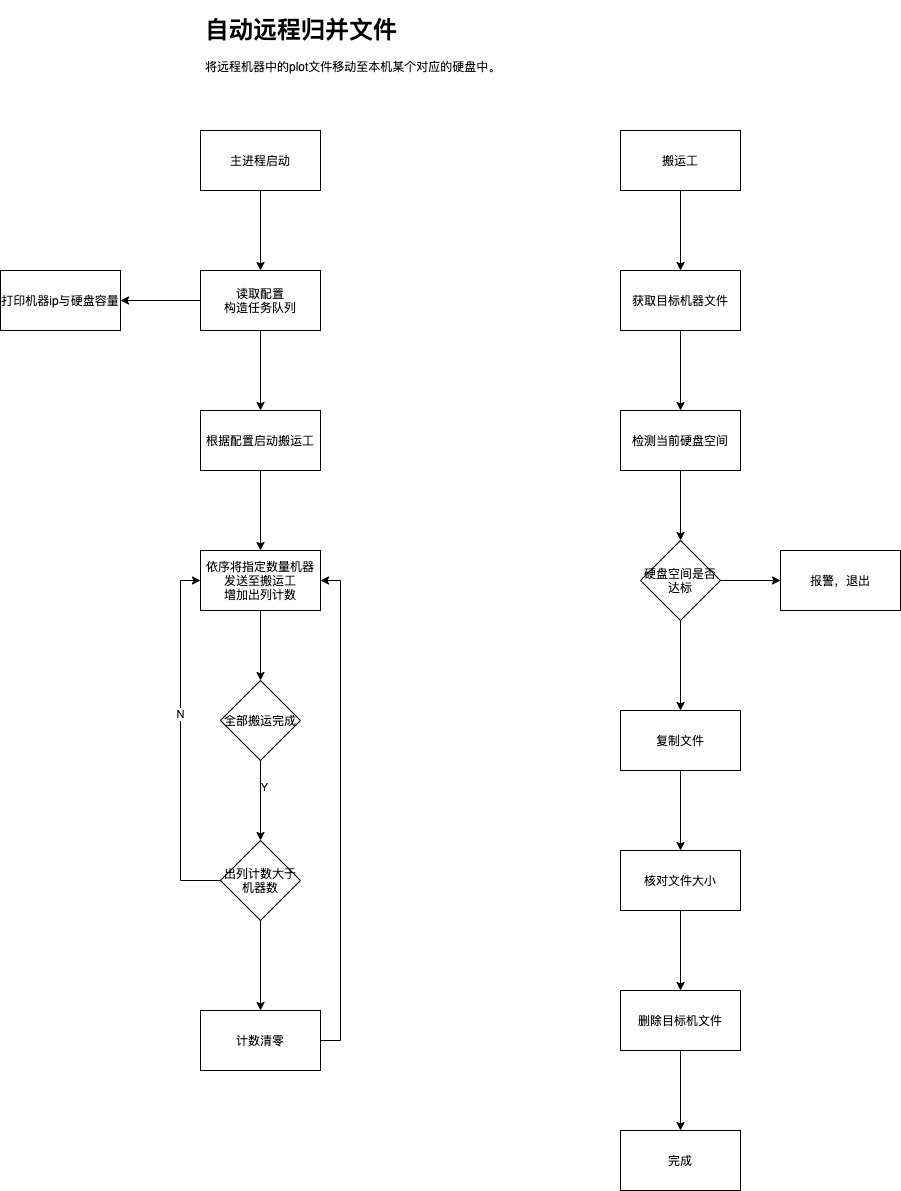 自动远程归并文件
将远程机器中的plot文件移动至本机某个对应的硬盘中。
主进程启动
打印机器ip与硬盘容量
读取配置
构造任务队列
根据配置启动搬运工
依序将指定数量机器
发送至搬运工
增加出列计数
N
全部搬运完成
Y
出列计数大于
机器数
计数清零
搬运工
获取目标机器文件
检测当前硬盘空间
硬盘空间是否
达标
报警，退出
复制文件
核对文件大小
删除目标机文件
完成